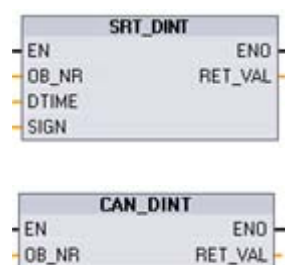 SRT_DINT
EN ENO
OB_NR RET_VAL
DTIME
SIGN
CAN_DINT
EN ENO
OB_NR RET_VAL